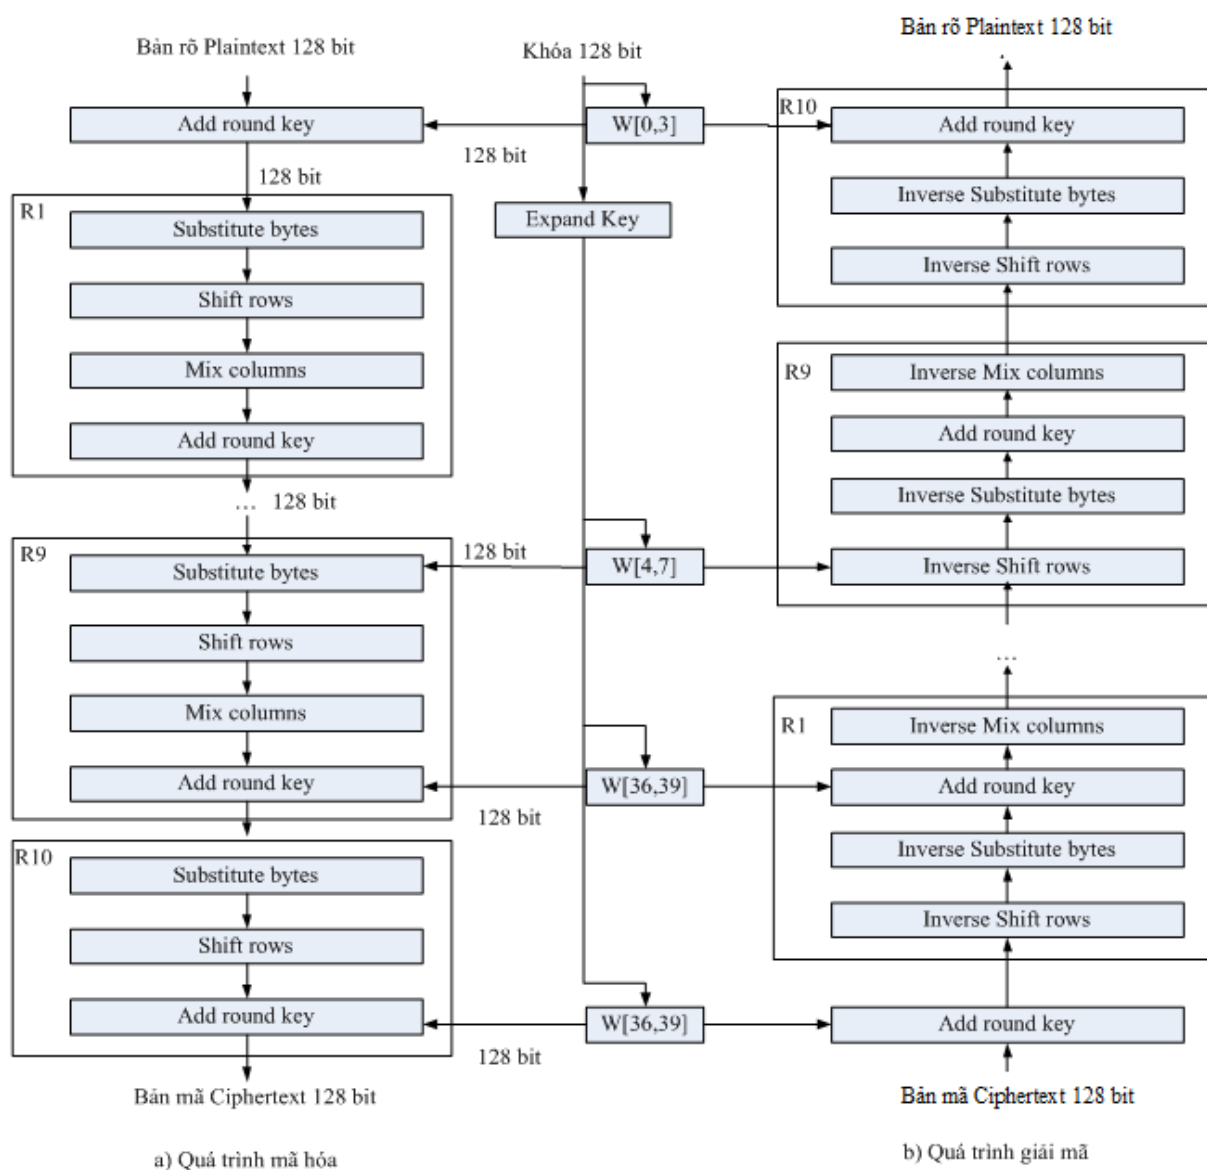 Bản rõ Plaintext 128 bit
Add round key
128 bit
R1
Substitute bytes
Shift rows
Mix columns
Add round key
... 128 bit
R9
Substitute bytes
Shift rows
Mix columns
Add round key
R10
Substitute bytes
Shift rows
Add round key
Bản mã Ciphertext 128 bit
a) Quá trình mã hóa
Khóa 128 bit
W[0,3]
128 bit
Expand Key
128 bit
W[4,7]
W[36,39]
128 bit
W[36,39]
128 bit
Bản rõ Plaintext 128 bit
R10
Add round key
Inverse Substitute bytes
Inverse Shift rows
R9
Inverse Mix columns
Add round key
Inverse Substitute bytes
Inverse Shift rows
...
R1
Inverse Mix columns
Add round key
Inverse Substitute bytes
Inverse Shift rows
Add round key
Bản mã Ciphertext 128 bit
b) Quá trình giải mã